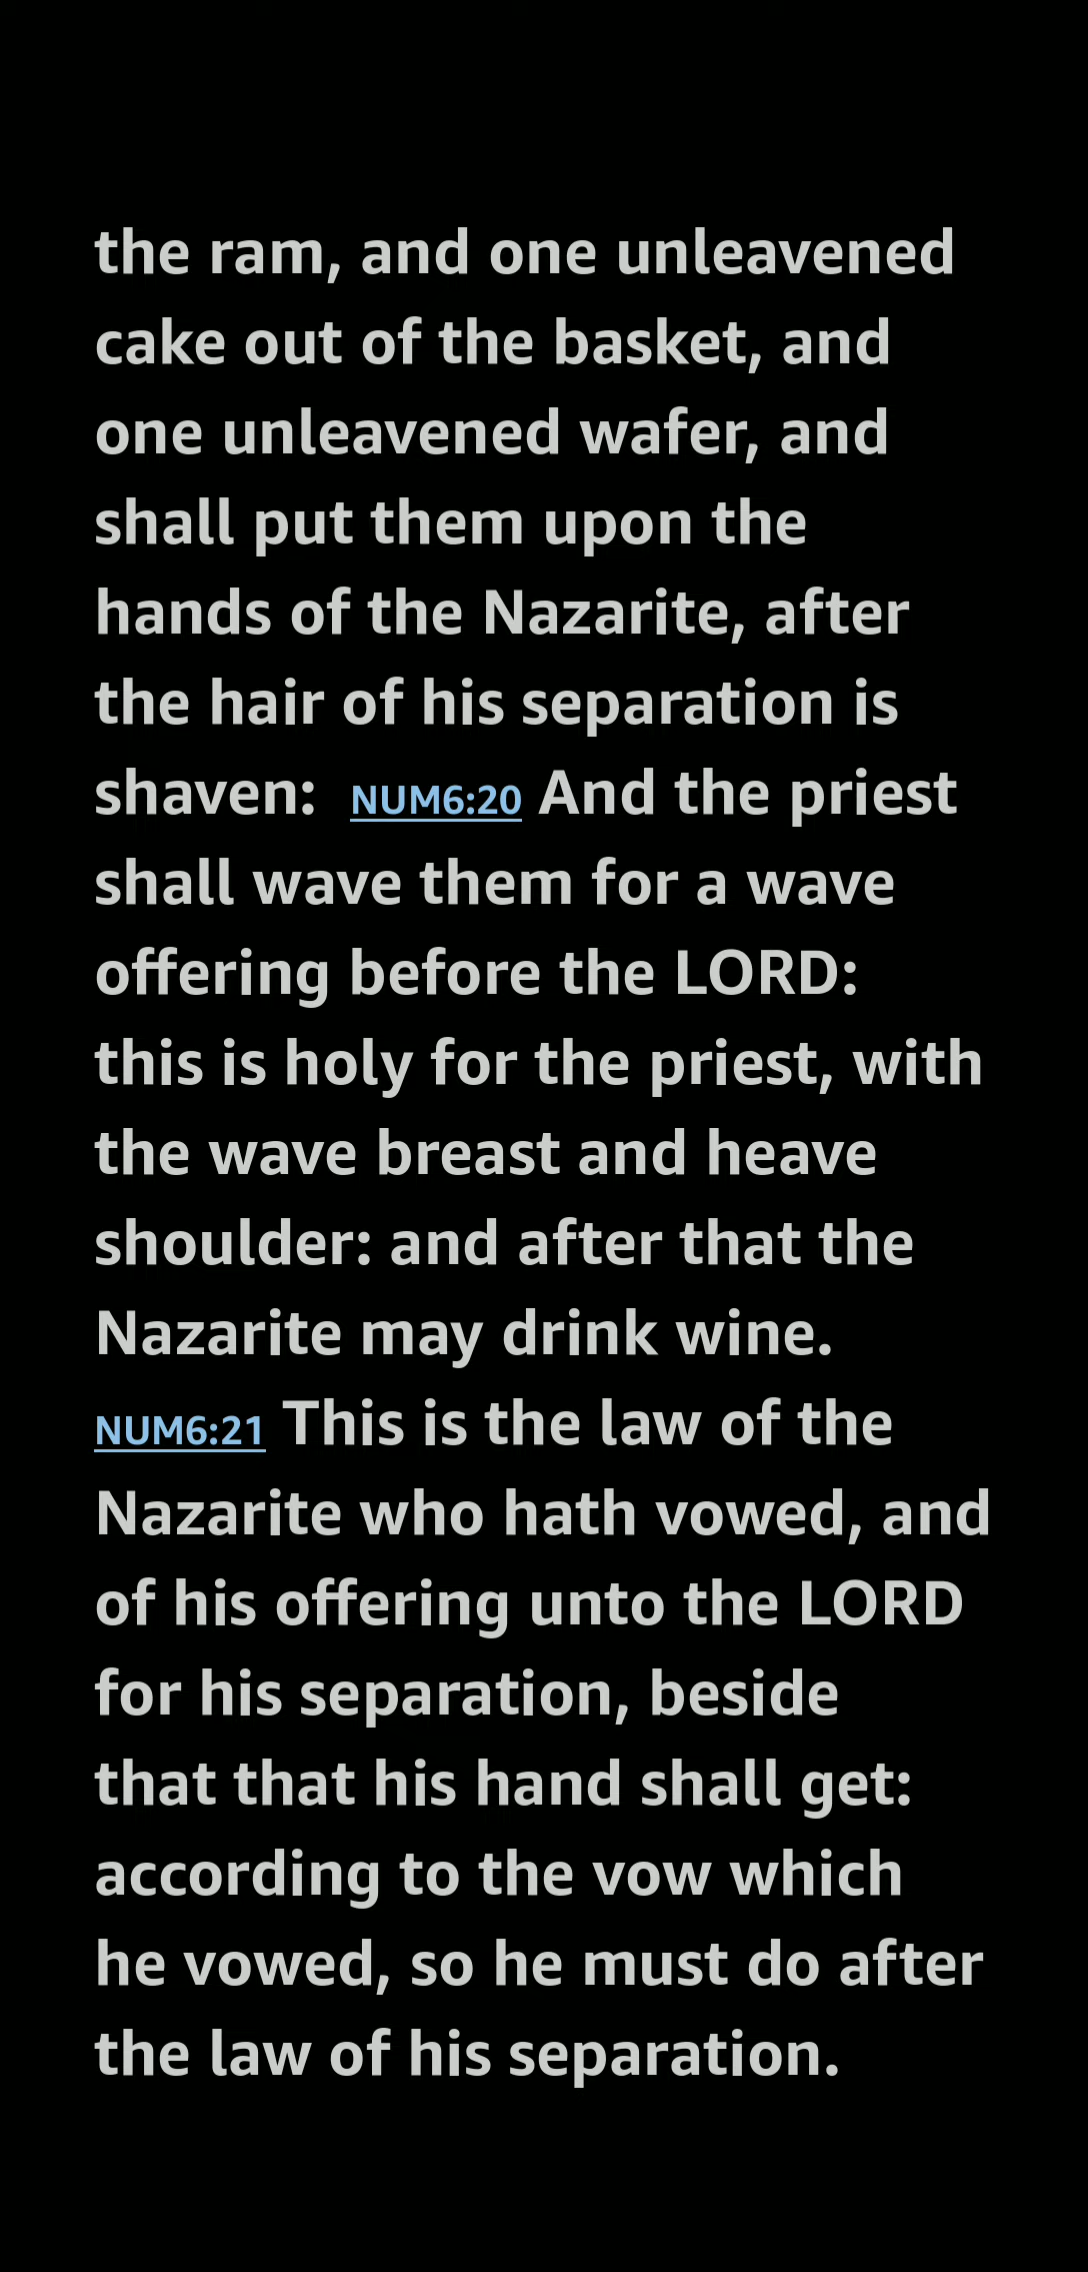 the ram, and one unleavened
cake out of the basket, and
one unleavened wafer, and
shall put them upon the
hands of the Nazarite, after
the hair of his separation is
shaven: NUM6:20 And the priest
shall wave them for a wave
offering before the LORD:
this is holy for the priest, with
the wave breast and heave
shoulder: and after that the
Nazarite may drink wine.
NUM6:21 This is the law of the
Nazarite who hath vowed, and
of his offering unto the LORD
for his separation, beside
that that his hand shall get:
according to the vow which
he vowed, so he must do after
the law of his separation.